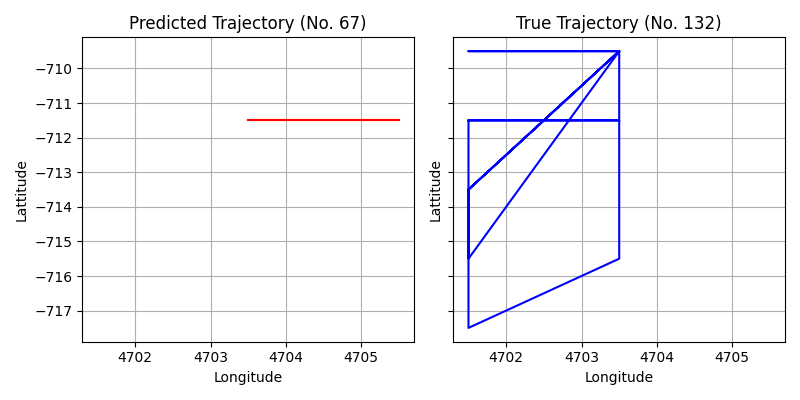 Predicted Trajectory (No. 67)
True Trajectory (No. 132)
Lattitude
−710
−711
−712
−713
−714
−715
−716
−717
4702 4703 4704 4705
Longitude
Lattitude
4702 4703 4704 4705
Longitude